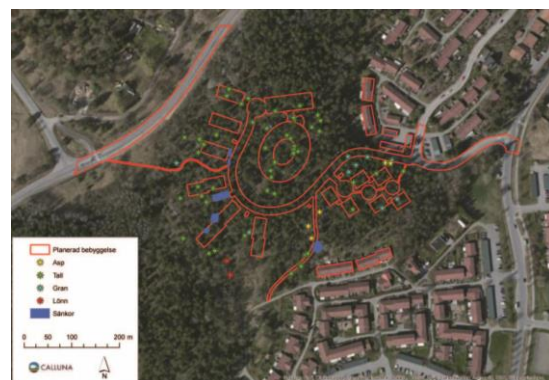 Planerad bebyggelse
Asp
Tall
Gran
Lönn
Sänkor
0 50 100 200 m
CALLUNA
N